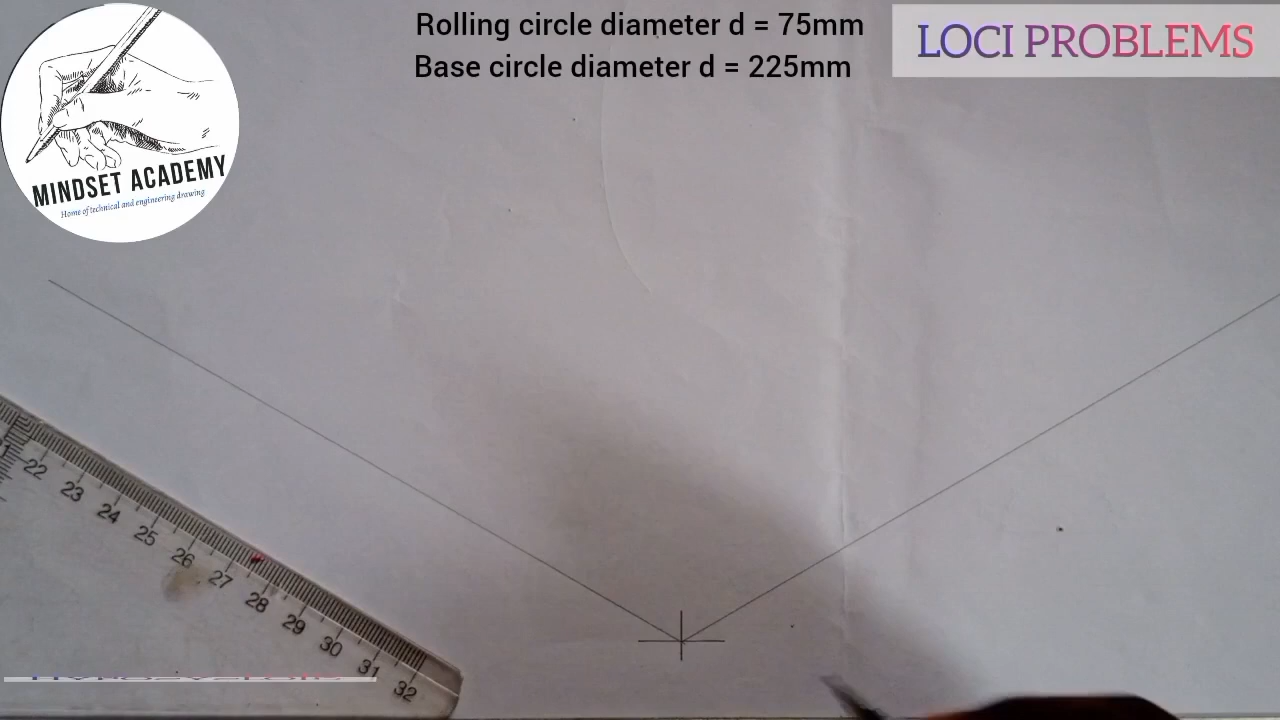 Rolling circle diameter d = 75mm
Base circle diameter d = 225mm
LOCI PROBLEMS
MINDSET ACADEMY
Home of technical and engineering drawing
22 23 24 25 26 27 28 29 30 31 32